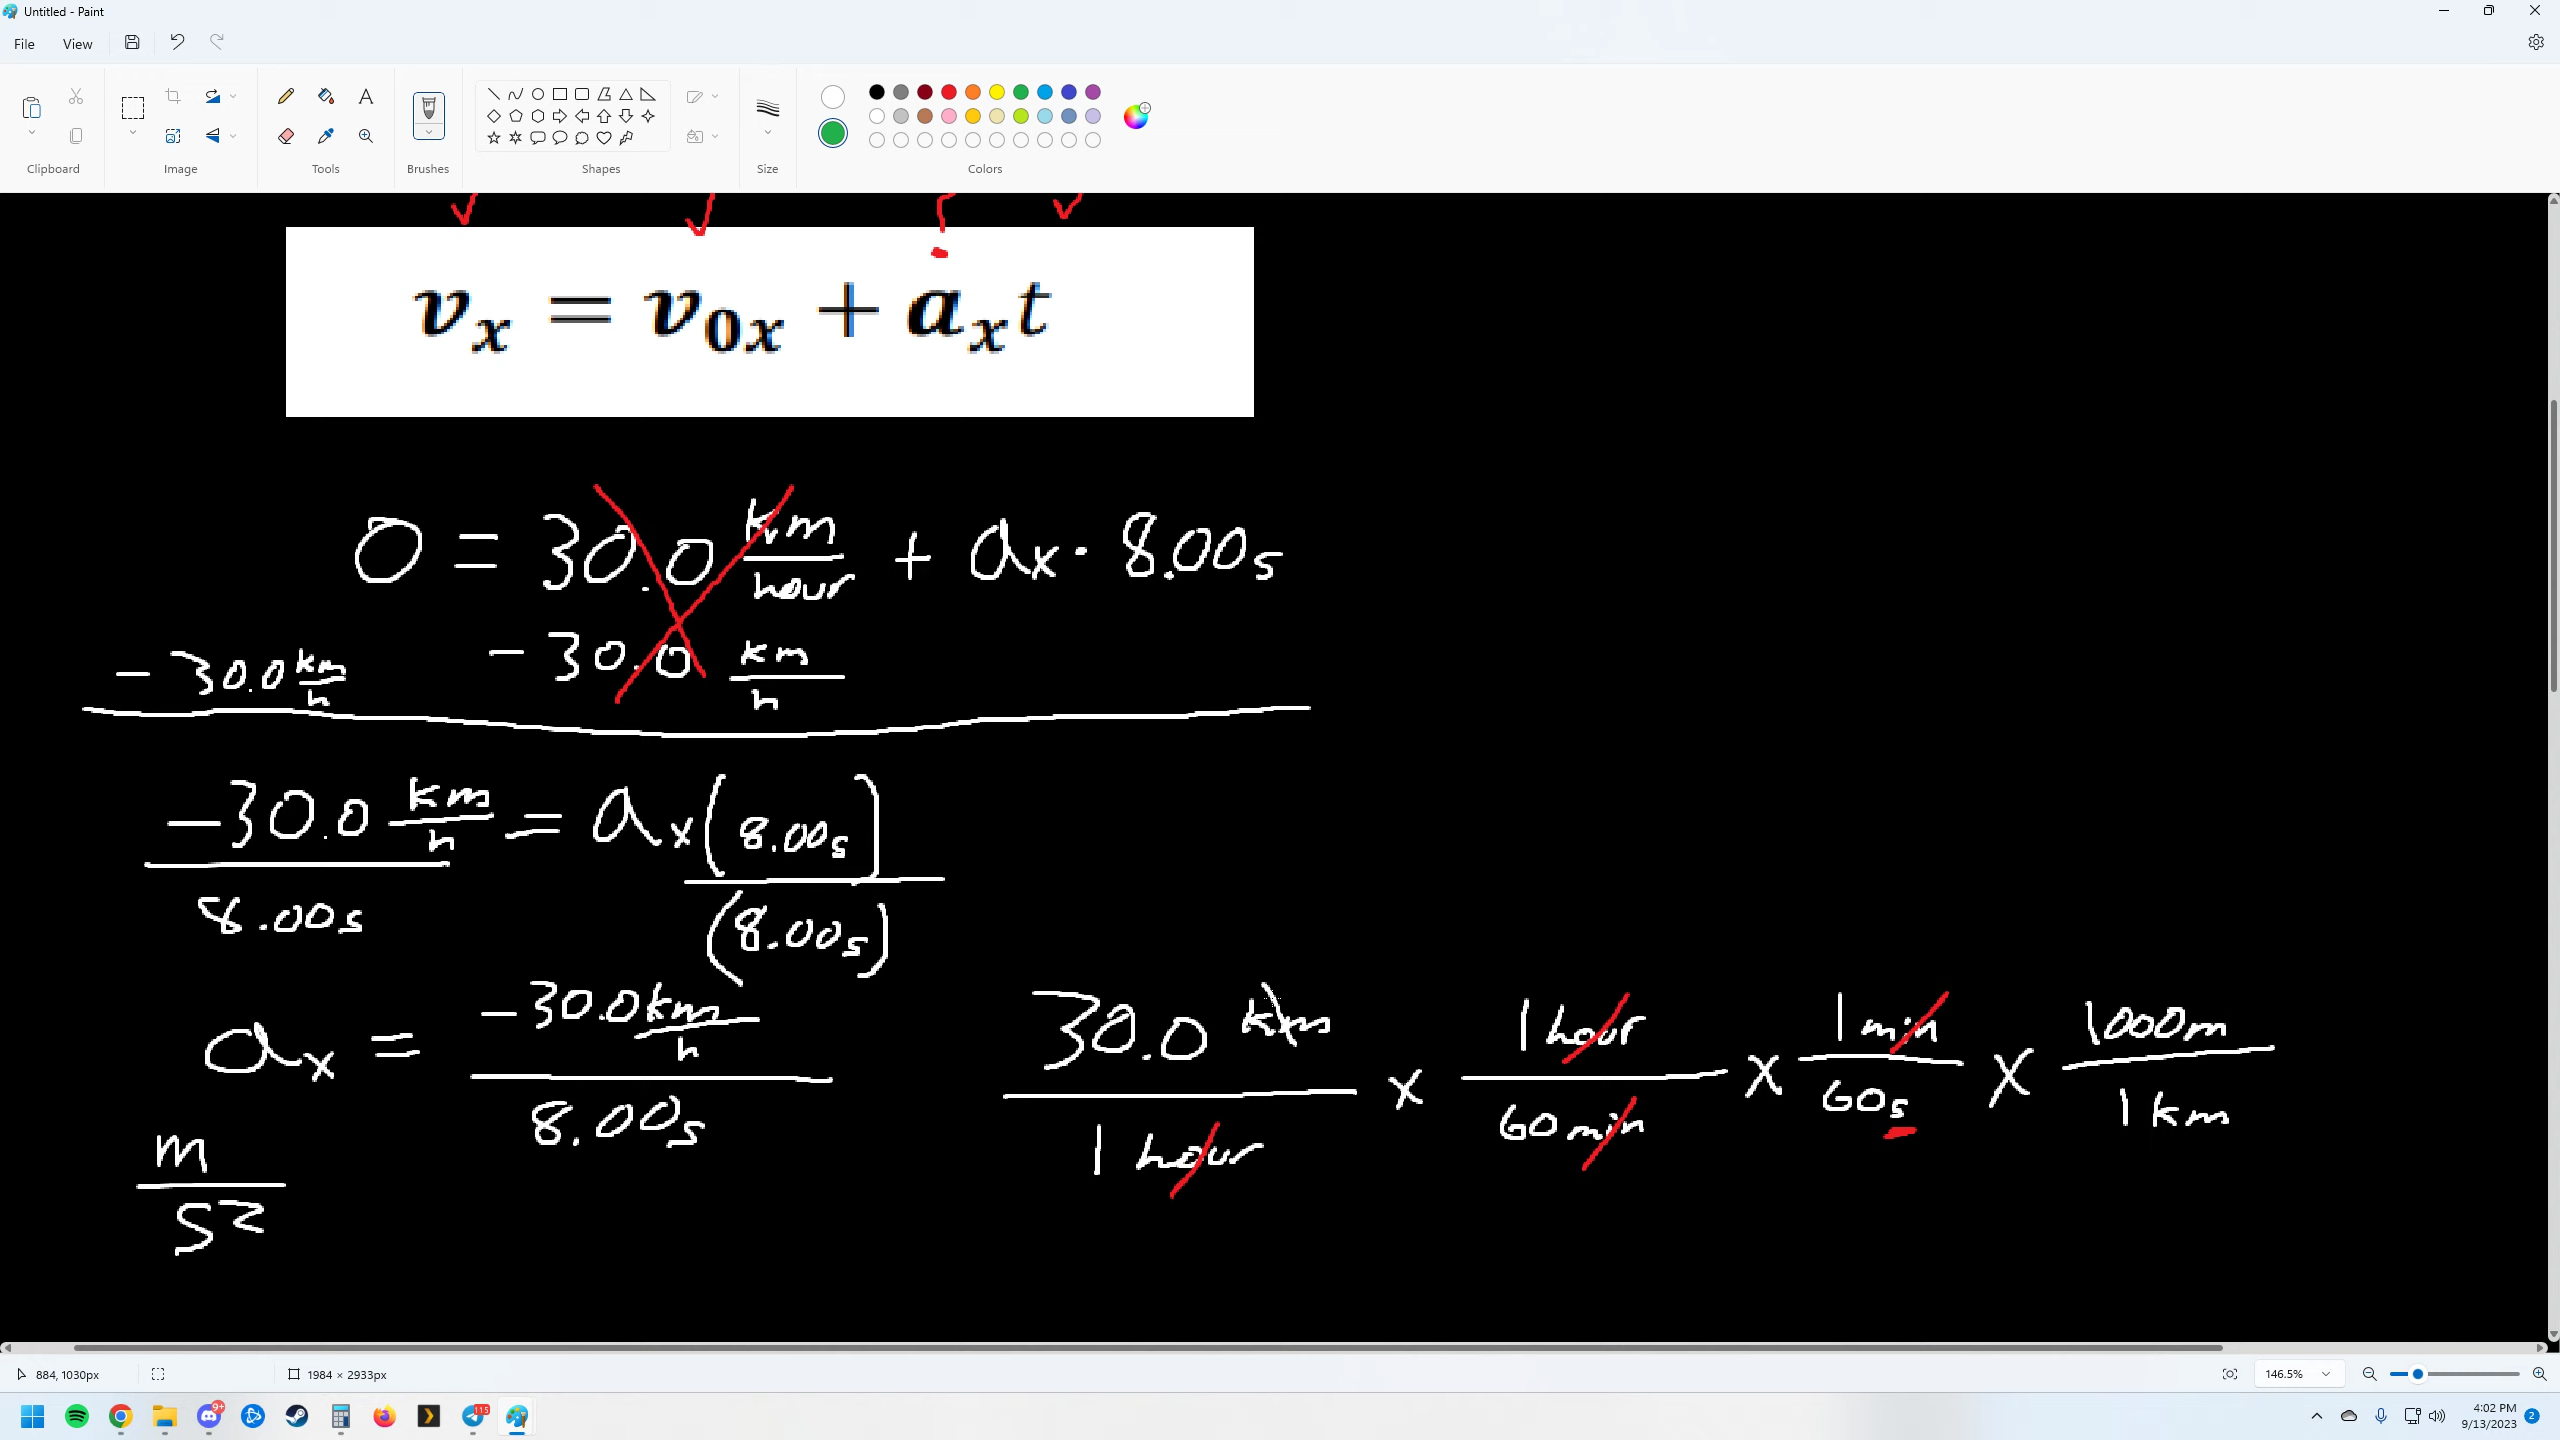 Untitled - Paint
File View
Clipboard Image Tools Brushes Shapes Size Colors
vₓ = v₀ₓ + aₓt
0 = 30.0 km/hour + aₓ · 8.00s
- 30.0 km/h - 30.0 km/h
-30.0 km/h = aₓ(8.00s)
8.00s (8.00s)
aₓ = -30.0 km/h / 8.00s
30.0 km / 1 hour x 1 hour / 60 min x 1 min / 60s x 1000m / 1 km
m / s²
884, 1030px 1984 × 2933px 146.5%
9+ 115 4:02 PM
9/13/2023 2